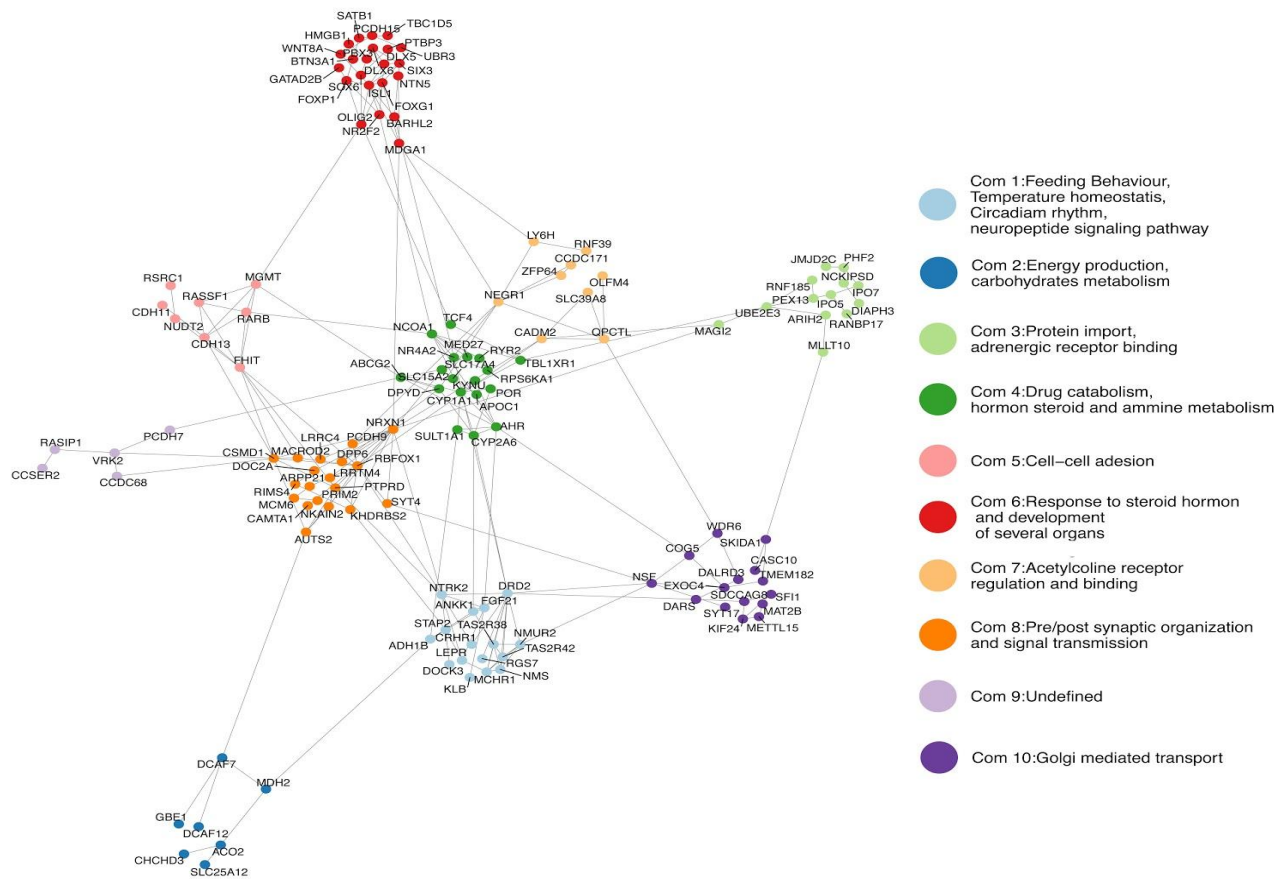 SATB1
PCDH15
TBC1D5
HMGB1
PTBP3
WNT8A
PBX3
DLX5
UBR3
BTN3A1
DLX6
SIX3
GATAD2B
SOX6
NTN5
ISL1
FOXP1
FOXG1
OLIG2
BARHL2
NR2F2
MDGA1
LY6H
RNF39
CCDC171
ZFP64
OLFM4
SLC39A8
NEGR1
CADM2
QPCTL
JMJD2C
PHF2
NCKIPSD
RNF185
IPO7
PEX13
IPO5
DIAPH3
UBE2E3
ARIH2
RANBP17
MAGI2
MLLT10
RSRC1
MGMT
RASSF1
CDH11
RARB
NUDT2
CDH13
FHIT
TCF4
NCOA1
MED27
NR4A2
RYR2
ABCG2
SLC17A4
TBL1XR1
SLC15A2
KYNU
RPS6KA1
DPYD
POR
CYP1A1
APOC1
AHR
SULT1A1
CYP2A6
NRXN1
PCDH7
RASIP1
VRK2
CCSER2
CCDC68
LRRC4
PCDH9
CSMD1
MACROD2
DPP6
RBFOX1
DOC2A
LRRTM4
ARPP21
PTPRD
RIMS4
PRIM2
SYT4
MCM6
NKAIN2
KHDRBS2
CAMTA1
AUTS2
WDR6
SKIDA1
COG5
CASC10
DALRD3
TMEM182
NSF
EXOC4
SDCCAG8
SFI1
DARS
MAT2B
SYT17
KIF24
METTL15
NTRK2
DRD2
ANKK1
FGF21
STAP2
TAS2R38
ADH1B
CRHR1
NMUR2
LEPR
TAS2R42
DOCK3
RGS7
MCHR1
NMS
KLB
DCAF7
MDH2
GBE1
DCAF12
ACO2
CHCHD3
SLC25A12
Com 1:Feeding Behaviour,
Temperature homeostatis,
Circadiam rhythm,
neuropeptide signaling pathway
Com 2:Energy production,
carbohydrates metabolism
Com 3:Protein import,
adrenergic receptor binding
Com 4:Drug catabolism,
hormon steroid and ammine metabolism
Com 5:Cell−cell adesion
Com 6:Response to steroid hormon
and development
of several organs
Com 7:Acetylcoline receptor
regulation and binding
Com 8:Pre/post synaptic organization
and signal transmission
Com 9:Undefined
Com 10:Golgi mediated transport